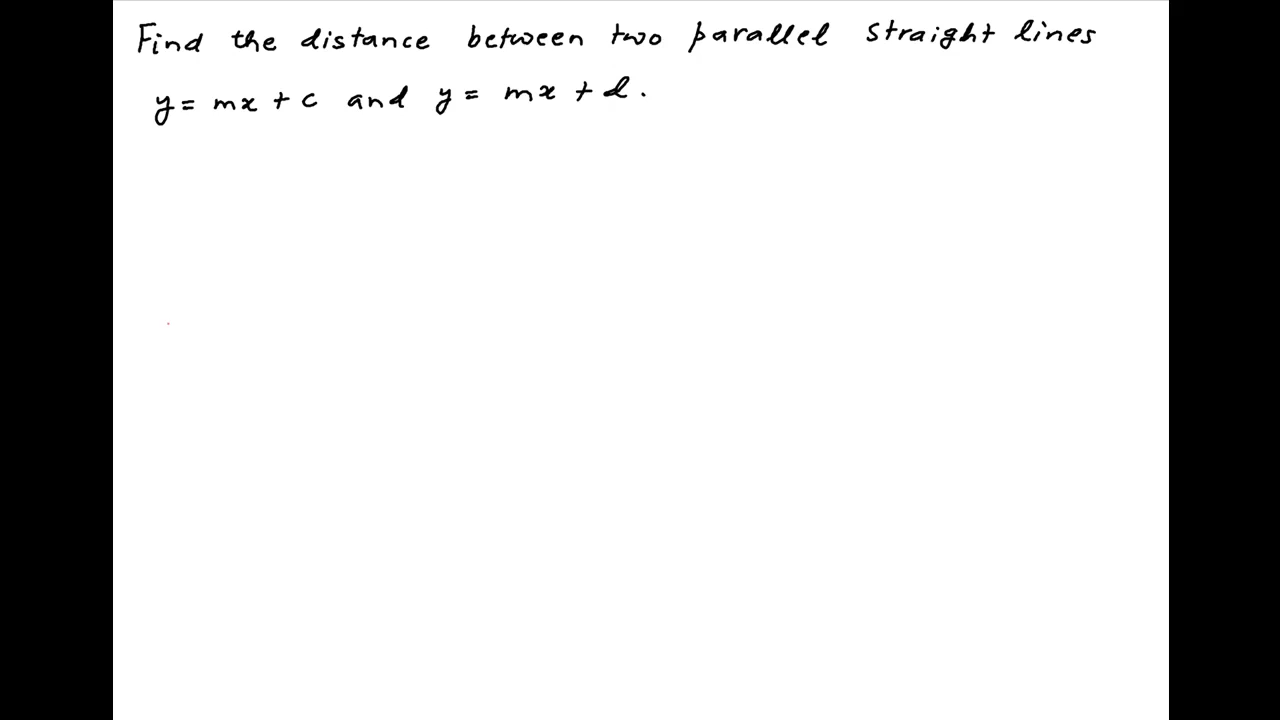 Find the distance between two parallel straight lines
y = mx + c and y = mx + d.